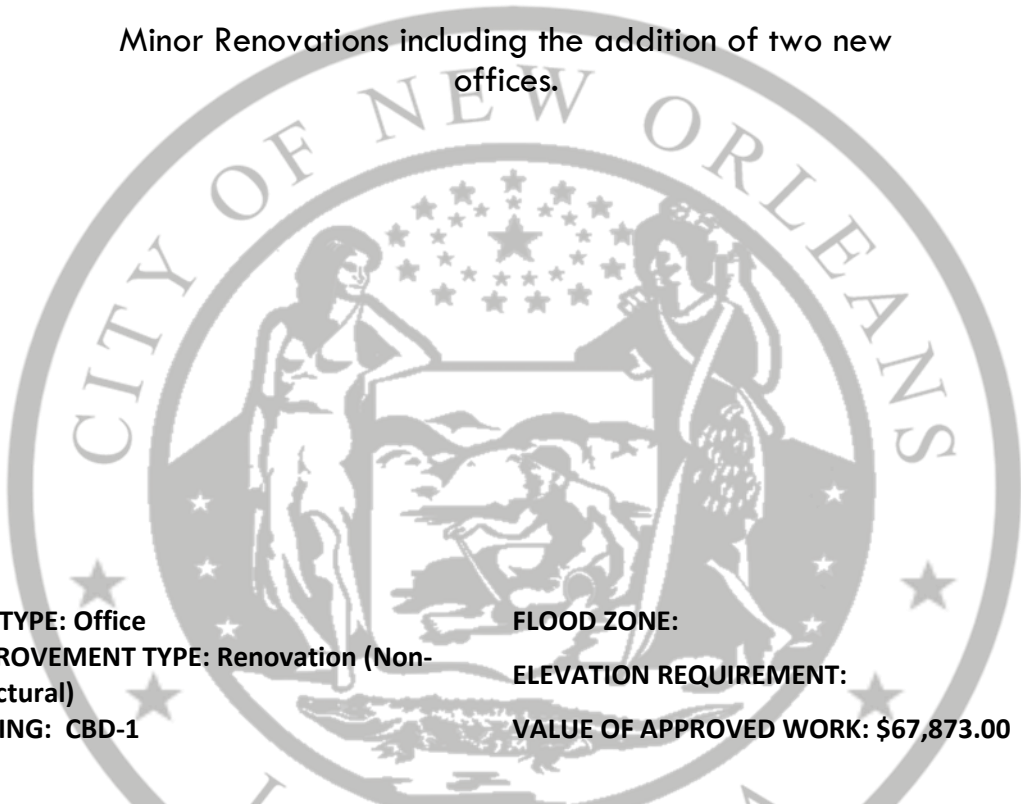 Minor Renovations including the addition of two new
offices.
CITY OF NEW ORLEANS
TYPE: Office
ROVEMENT TYPE: Renovation (Non-
ctural)
ING: CBD-1
FLOOD ZONE:
ELEVATION REQUIREMENT:
VALUE OF APPROVED WORK: $67,873.00